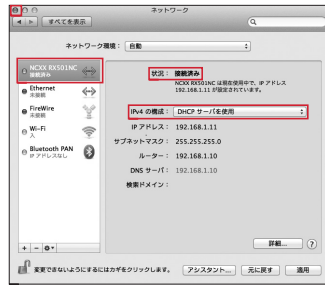 ネットワーク
すべてを表示
ネットワーク環境： 自動
NCXX RX501NC
接続済み
Ethernet
未接続
FireWire
未接続
Wi-Fi
入
Bluetooth PAN
IP アドレスなし
状況： 接続済み
NCXX RX501NC は現在使用中で、IP アドレス
192.168.1.11 が設定されています。
IPv4 の構成： DHCP サーバを使用
IP アドレス： 192.168.1.11
サブネットマスク： 255.255.255.0
ルーター： 192.168.1.10
DNS サーバ： 192.168.1.10
検索ドメイン：
詳細... ?
変更できないようにするにはカギをクリックします。
アシスタント... 元に戻す 適用